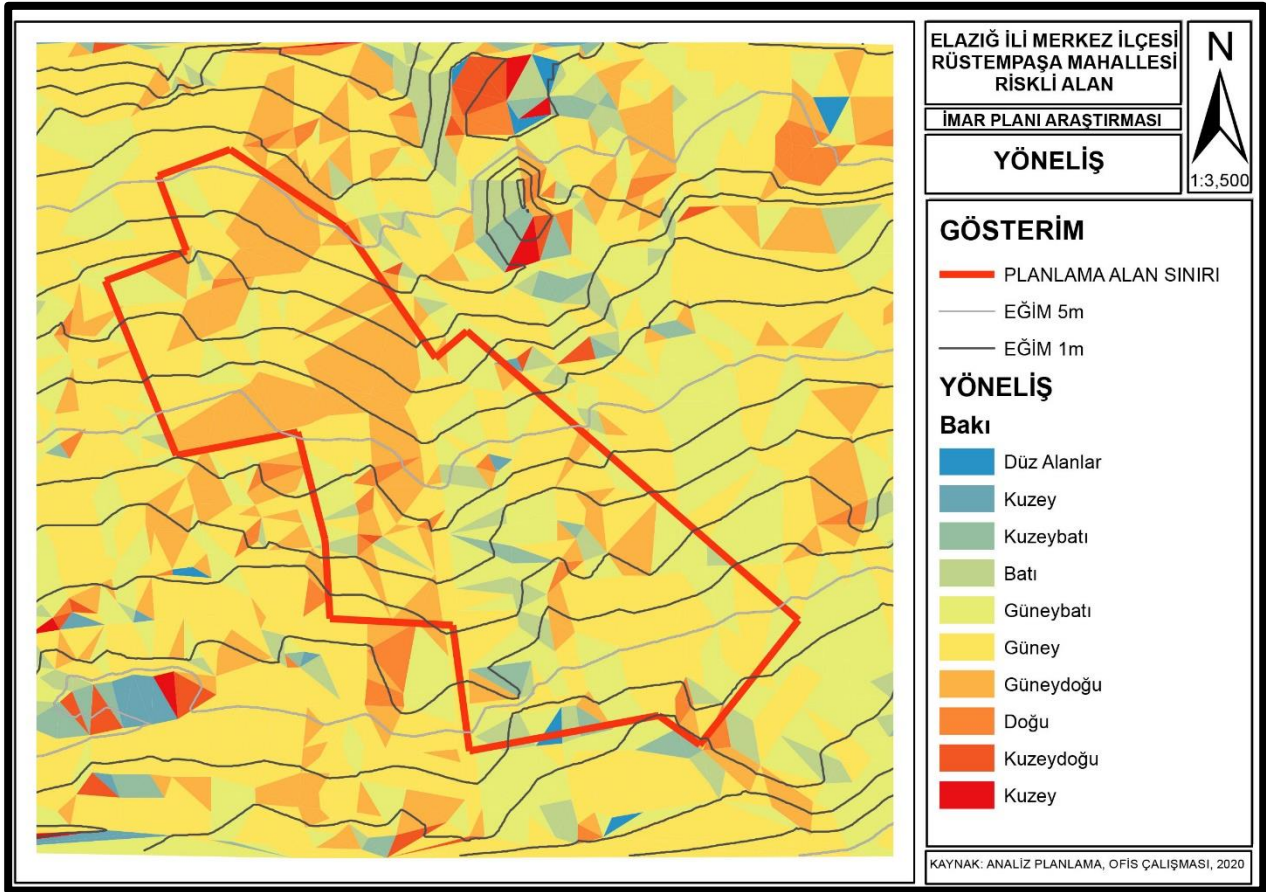 ELAZIĞ İLİ MERKEZ İLÇESİ
RÜSTEMPAŞA MAHALLESİ
RİSKLİ ALAN
İMAR PLANI ARAŞTIRMASI
YÖNELİŞ
N
1:3,500
GÖSTERİM
PLANLAMA ALAN SINIRI
EĞİM 5m
EĞİM 1m
YÖNELİŞ
Bakı
Düz Alanlar
Kuzey
Kuzeybatı
Batı
Güneybatı
Güney
Güneydoğu
Doğu
Kuzeydoğu
Kuzey
KAYNAK: ANALİZ PLANLAMA, OFİS ÇALIŞMASI, 2020